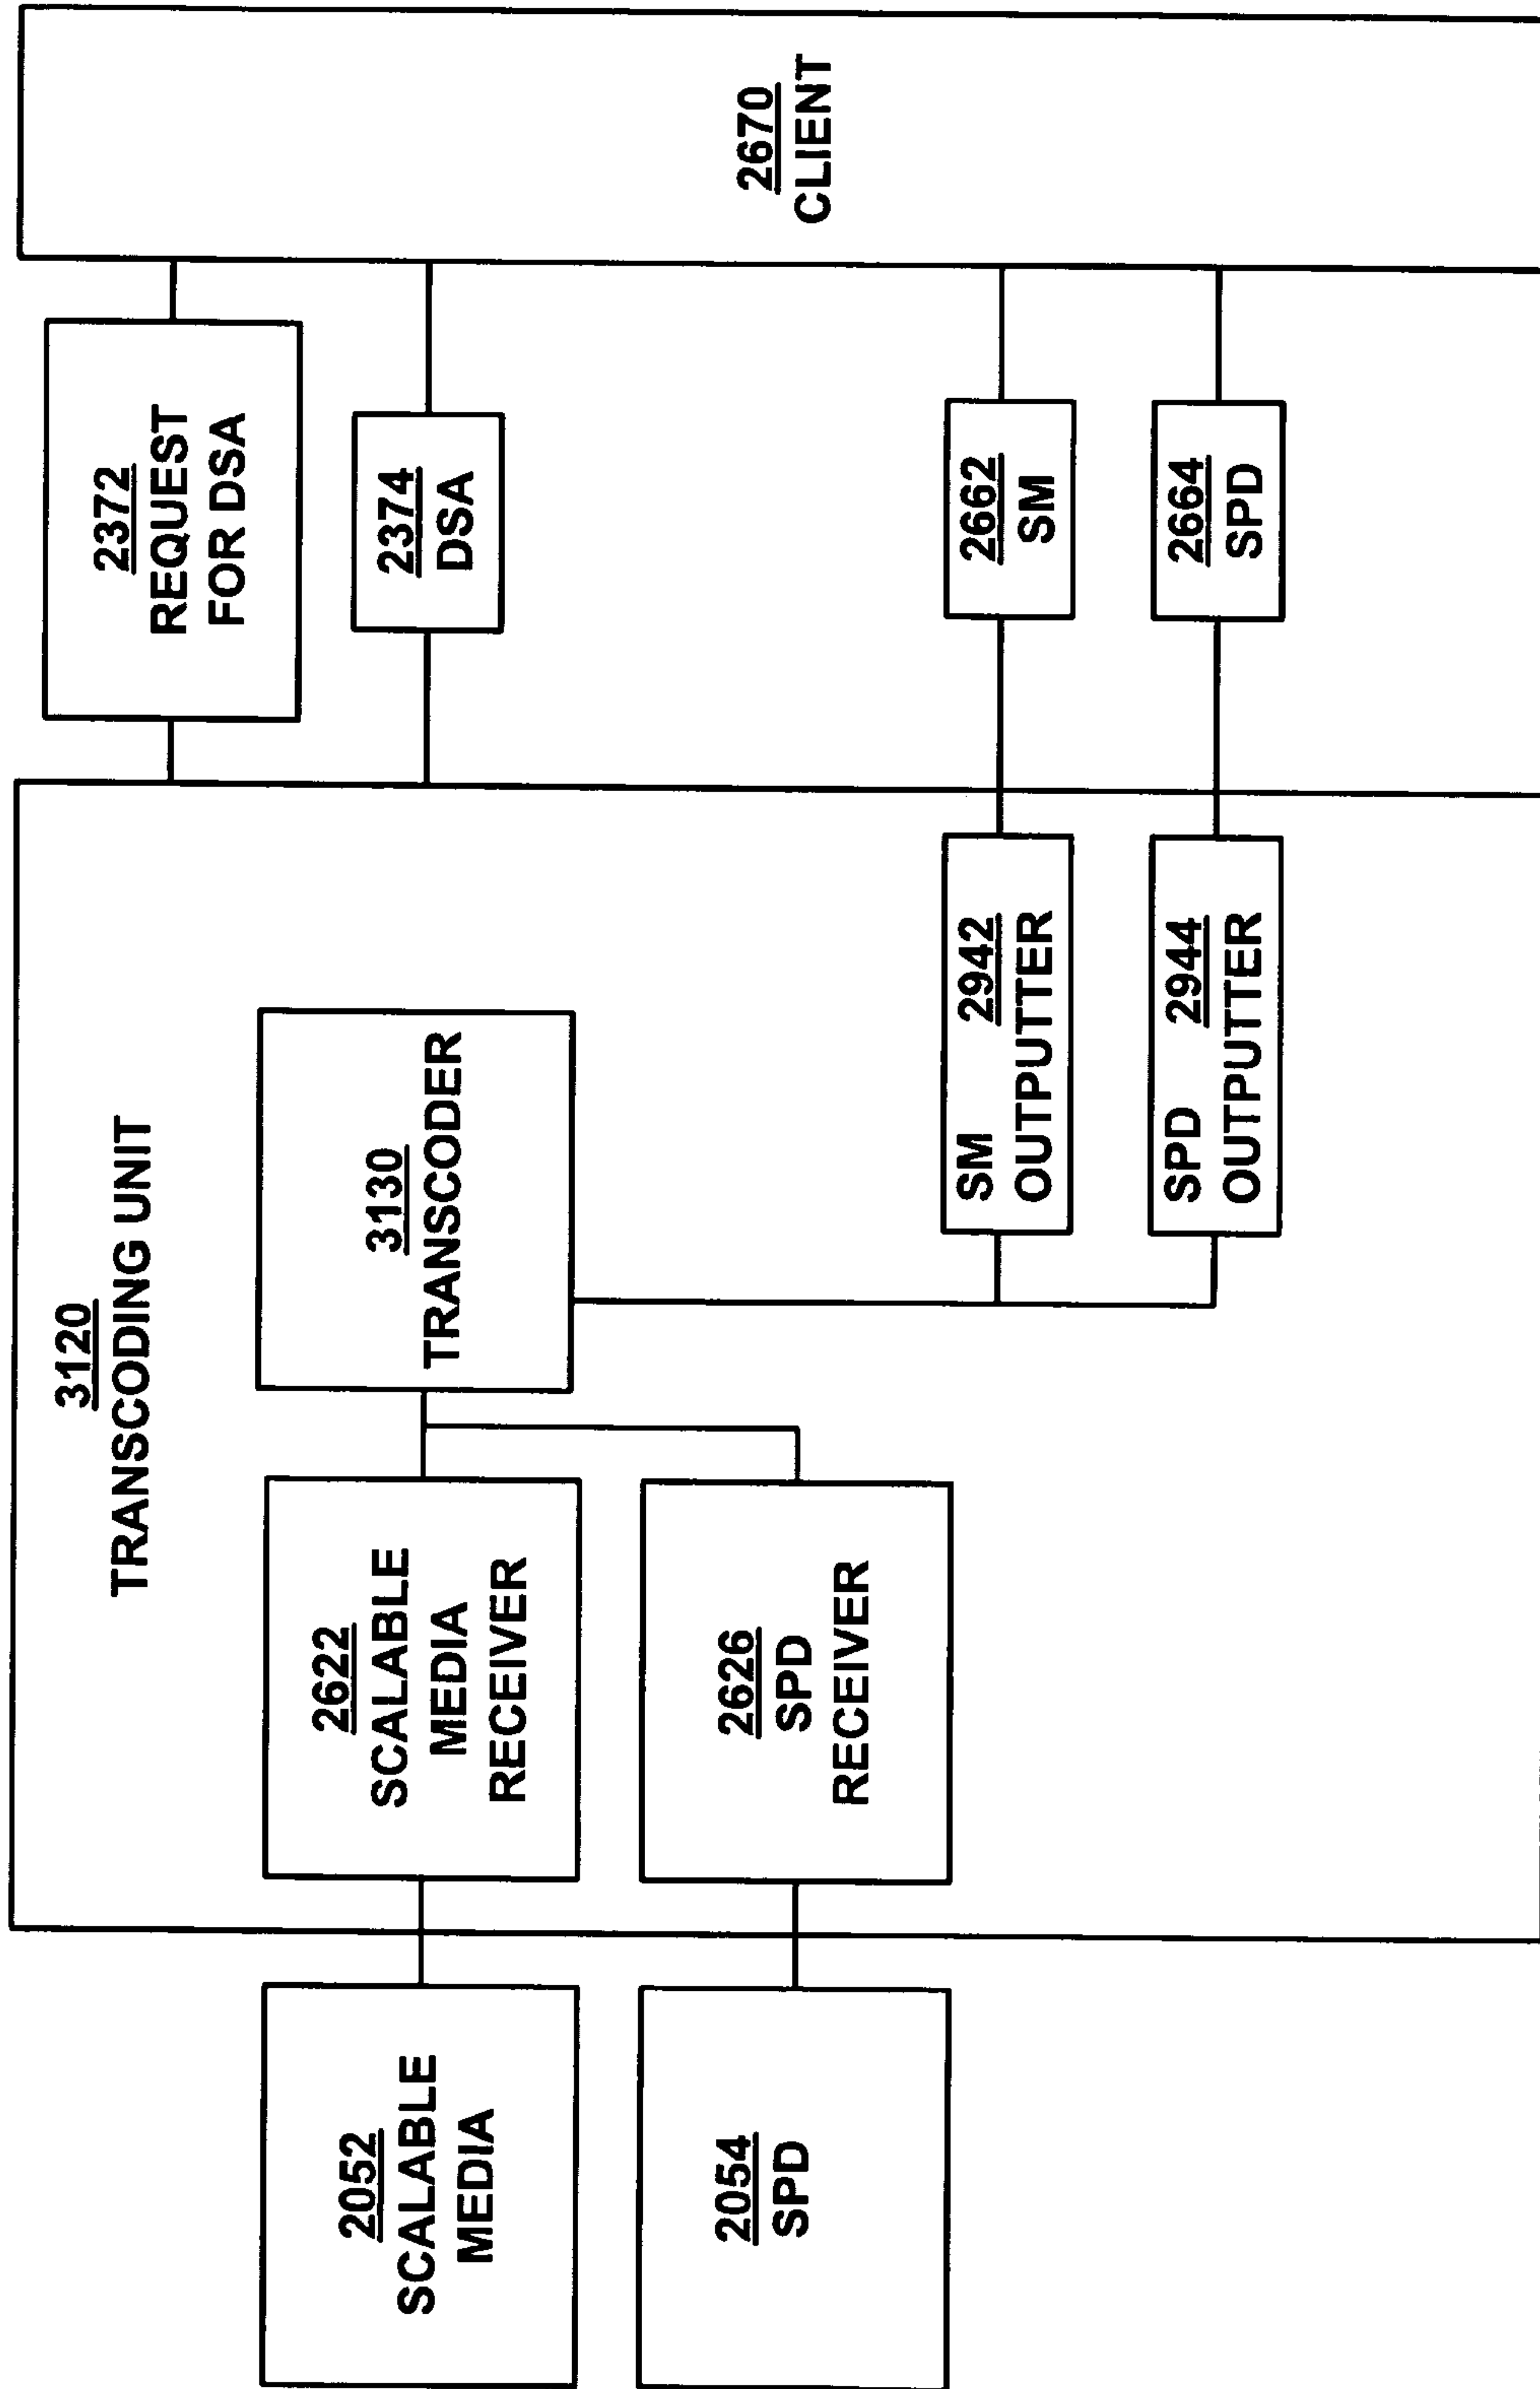 3120
TRANSCODING UNIT
2052
SCALABLE
MEDIA
2622
SCALABLE
MEDIA
RECEIVER
3130
TRANSCODER
2372
REQUEST
FOR DSA
2374
DSA
2670
CLIENT
2054
SPD
2626
SPD
RECEIVER
SM 2942
OUTPUTTER
2662
SM
SPD 2944
OUTPUTTER
2664
SPD